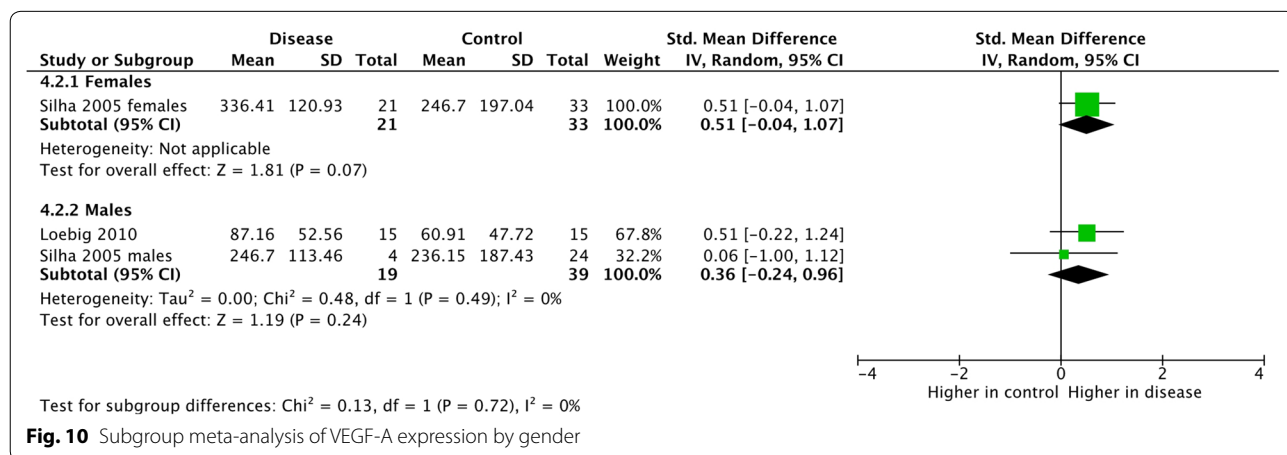 Disease Control Std. Mean Difference Std. Mean Difference
Study or Subgroup Mean SD Total Mean SD Total Weight IV, Random, 95% CI IV, Random, 95% CI
4.2.1 Females
Silha 2005 females 336.41 120.93 21 246.7 197.04 33 100.0% 0.51 [−0.04, 1.07]
Subtotal (95% CI) 21 33 100.0% 0.51 [−0.04, 1.07]
Heterogeneity: Not applicable
Test for overall effect: Z = 1.81 (P = 0.07)
4.2.2 Males
Loebig 2010 87.16 52.56 15 60.91 47.72 15 67.8% 0.51 [−0.22, 1.24]
Silha 2005 males 246.7 113.46 4 236.15 187.43 24 32.2% 0.06 [−1.00, 1.12]
Subtotal (95% CI) 19 39 100.0% 0.36 [−0.24, 0.96]
Heterogeneity: Tau² = 0.00; Chi² = 0.48, df = 1 (P = 0.49); I² = 0%
Test for overall effect: Z = 1.19 (P = 0.24)
−4 −2 0 2 4
Higher in control Higher in disease
Test for subgroup differences: Chi² = 0.13, df = 1 (P = 0.72), I² = 0%
Fig. 10 Subgroup meta-analysis of VEGF-A expression by gender